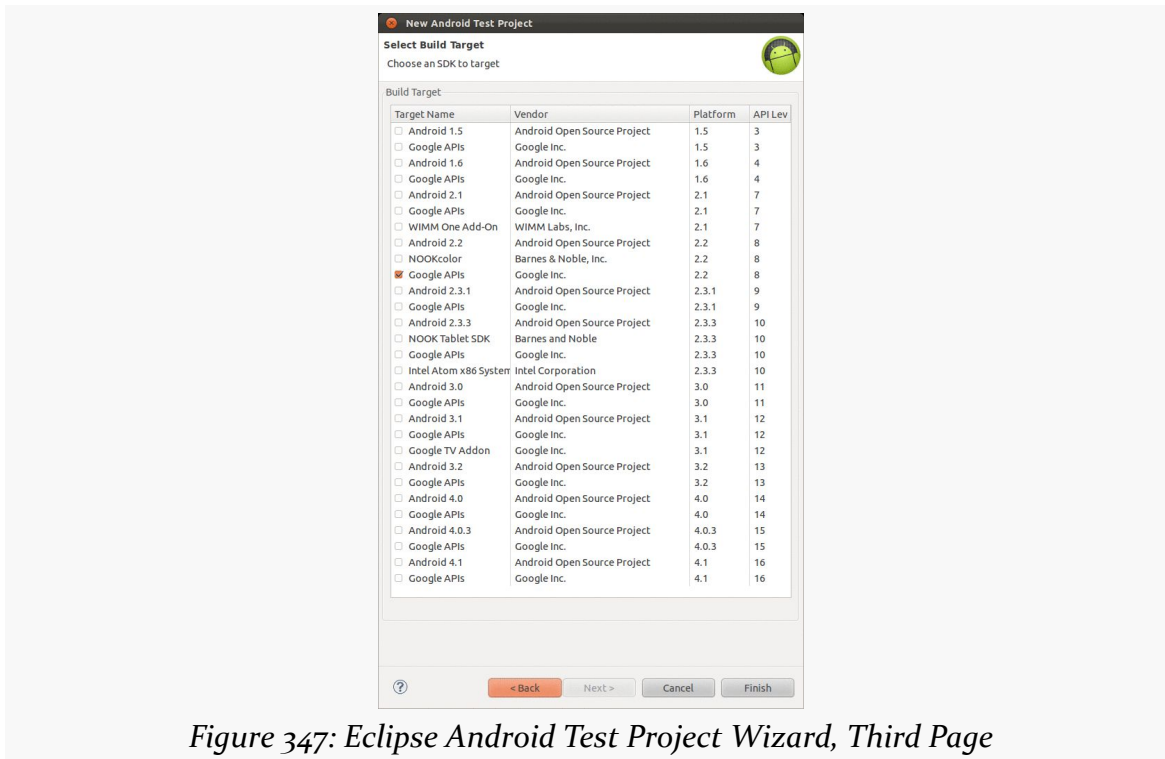 New Android Test Project
Select Build Target
Choose an SDK to target
Build Target
Target Name Vendor Platform API Lev
Android 1.5 Android Open Source Project 1.5 3
Google APIs Google Inc. 1.5 3
Android 1.6 Android Open Source Project 1.6 4
Google APIs Google Inc. 1.6 4
Android 2.1 Android Open Source Project 2.1 7
Google APIs Google Inc. 2.1 7
WIMM One Add-On WIMM Labs, Inc. 2.1 7
Android 2.2 Android Open Source Project 2.2 8
NOOKcolor Barnes & Noble, Inc. 2.2 8
Google APIs Google Inc. 2.2 8
Android 2.3.1 Android Open Source Project 2.3.1 9
Google APIs Google Inc. 2.3.1 9
Android 2.3.3 Android Open Source Project 2.3.3 10
NOOK Tablet SDK Barnes and Noble 2.3.3 10
Google APIs Google Inc. 2.3.3 10
Intel Atom x86 System Intel Corporation 2.3.3 10
Android 3.0 Android Open Source Project 3.0 11
Google APIs Google Inc. 3.0 11
Android 3.1 Android Open Source Project 3.1 12
Google APIs Google Inc. 3.1 12
Google TV Addon Google Inc. 3.1 12
Android 3.2 Android Open Source Project 3.2 13
Google APIs Google Inc. 3.2 13
Android 4.0 Android Open Source Project 4.0 14
Google APIs Google Inc. 4.0 14
Android 4.0.3 Android Open Source Project 4.0.3 15
Google APIs Google Inc. 4.0.3 15
Android 4.1 Android Open Source Project 4.1 16
Google APIs Google Inc. 4.1 16
? < Back Next > Cancel Finish
Figure 347: Eclipse Android Test Project Wizard, Third Page